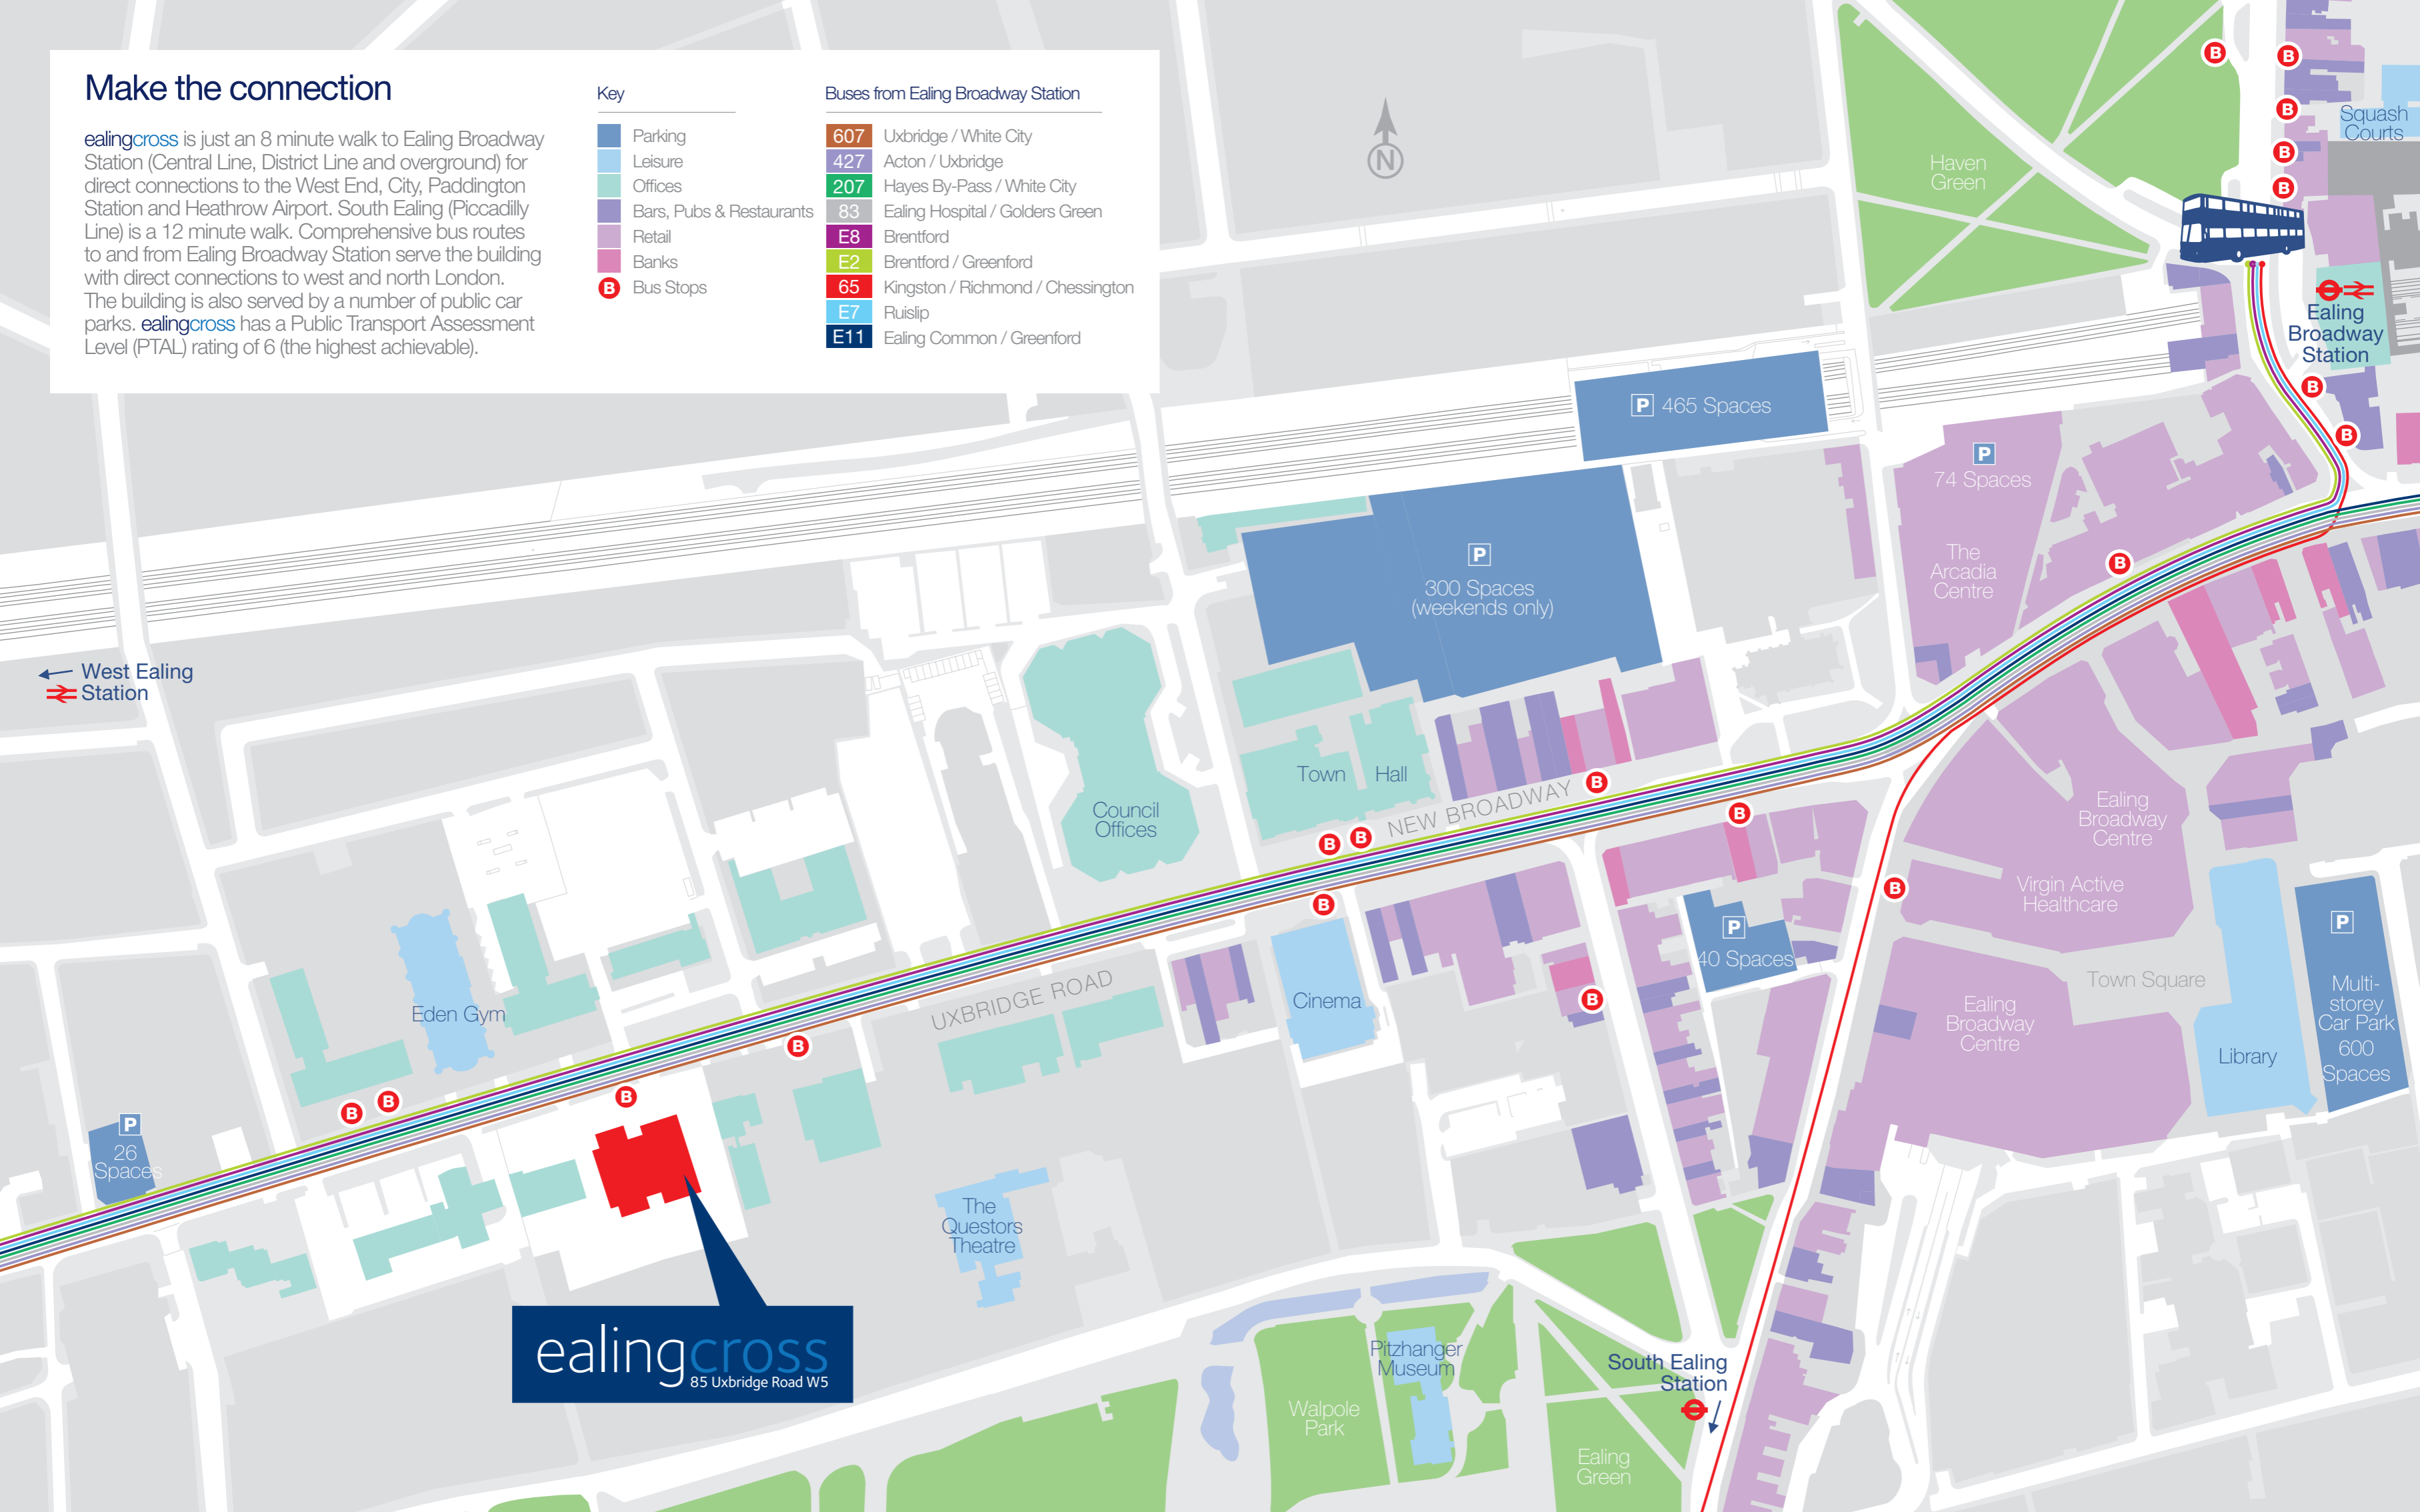 Make the connection
ealingcross is just an 8 minute walk to Ealing Broadway
Station (Central Line, District Line and overground) for
direct connections to the West End, City, Paddington
Station and Heathrow Airport. South Ealing (Piccadilly
Line) is a 12 minute walk. Comprehensive bus routes
to and from Ealing Broadway Station serve the building
with direct connections to west and north London.
The building is also served by a number of public car
parks. ealingcross has a Public Transport Assessment
Level (PTAL) rating of 6 (the highest achievable).
Key
Parking
Leisure
Offices
Bars, Pubs & Restaurants
Retail
Banks
B Bus Stops
Buses from Ealing Broadway Station
607 Uxbridge / White City
427 Acton / Uxbridge
207 Hayes By-Pass / White City
83 Ealing Hospital / Golders Green
E8 Brentford
E2 Brentford / Greenford
65 Kingston / Richmond / Chessington
E7 Ruislip
E11 Ealing Common / Greenford
N
Haven
Green
B
B
B
B
B
Squash
Courts
Ealing
Broadway
Station
B
B
P 465 Spaces
P
74 Spaces
The
Arcadia
Centre
B
P
300 Spaces
(weekends only)
West Ealing
Station
Town Hall
Council
Offices
NEW BROADWAY
B
B
B
B
B
B
Ealing
Broadway
Centre
Virgin Active
Healthcare
P
40 Spaces
P
Multi-
storey
Car Park
600
Spaces
Town Square
Ealing
Broadway
Centre
Library
Eden Gym
UXBRIDGE ROAD
Cinema
B
B
B
B
B
P
26
Spaces
The
Questors
Theatre
ealingcross
85 Uxbridge Road W5
Pitzhanger
Museum
Walpole
Park
South Ealing
Station
Ealing
Green